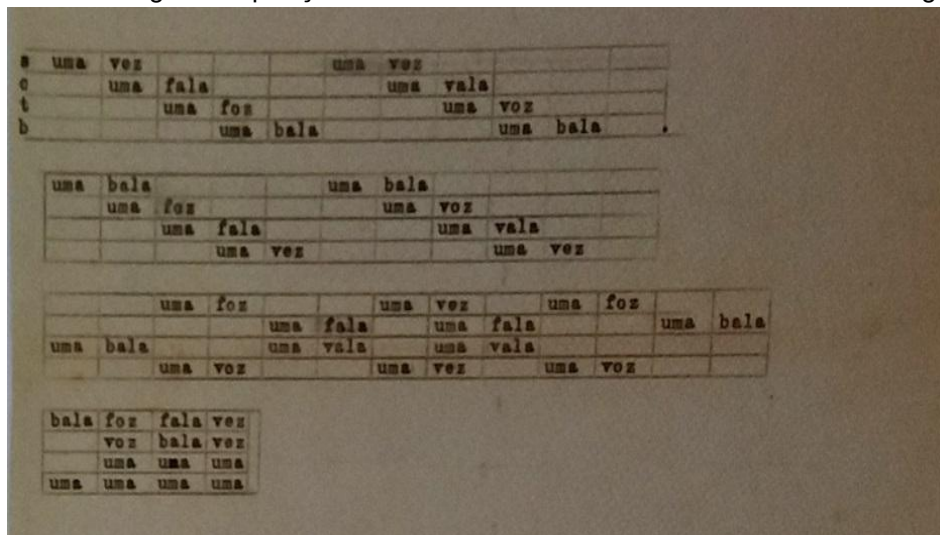 s uma vez uma vez
c uma fala uma vala
t uma foz uma voz
b uma bala uma bala .
uma bala uma bala
uma foz uma voz
uma fala uma vala
uma vez uma vez
uma foz uma vez uma foz
uma fala uma fala uma bala
uma bala uma vala uma vala
uma voz uma vez uma voz
bala foz fala vez
voz bala vez
uma uma uma
uma uma uma uma